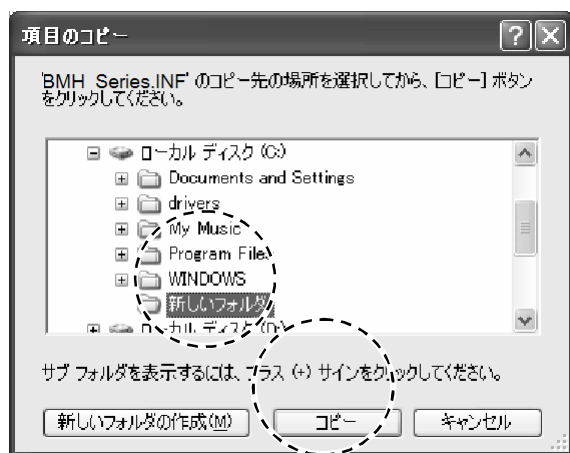 項目のコピー
'BMH_Series.INF' のコピー先の場所を選択してから、[コピー] ボタン
をクリックしてください。
ローカル ディスク (C:)
Documents and Settings
drivers
My Music
Program Files
WINDOWS
新しいフォルダ
ローカル ディスク (D:)
サブ フォルダを表示するには、プラス (+) サインをクリックしてください。
新しいフォルダの作成(M) コピー キャンセル